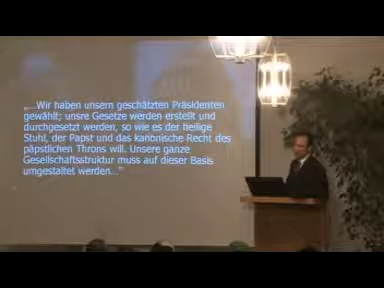 „...Wir haben unsern geschätzten Präsidenten
gewählt; unsre Gesetze werden erstellt und
durchgesetzt werden, so wie es der heilige
Stuhl, der Papst und das kanonische Recht des
päpstlichen Throns will. Unsere ganze
Gesellschaftsstruktur muss auf dieser Basis
umgestaltet werden..."